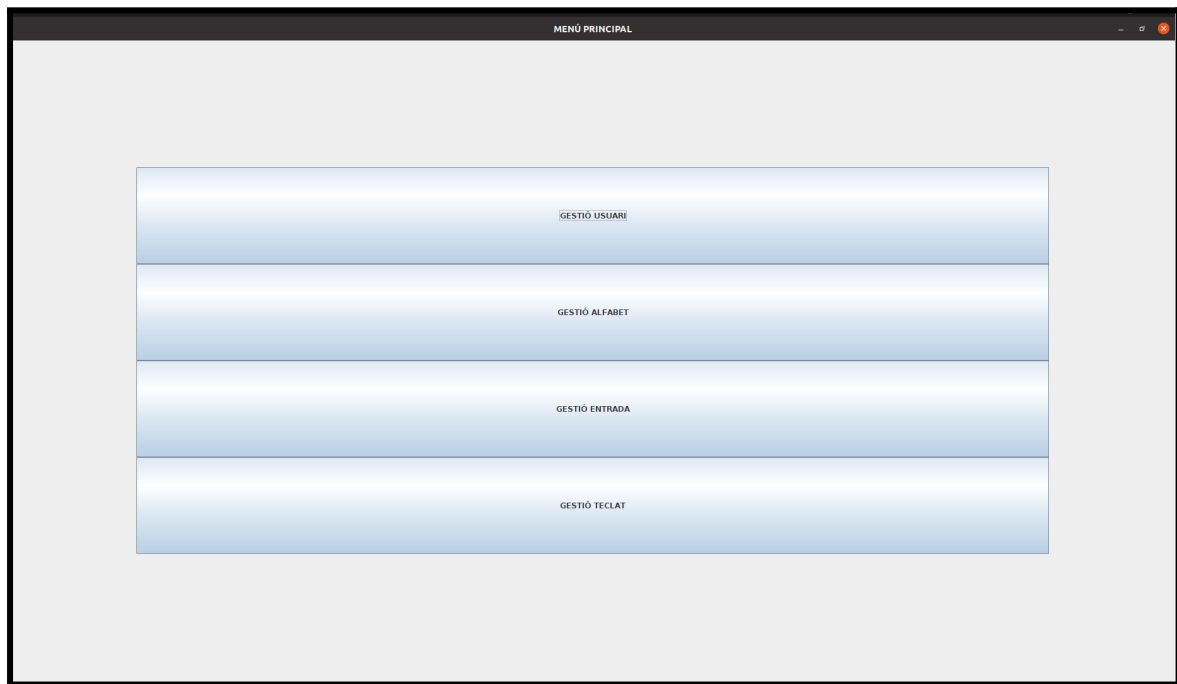 MENÚ PRINCIPAL
GESTIÓ USUARI
GESTIÓ ALFABET
GESTIÓ ENTRADA
GESTIÓ TECLAT